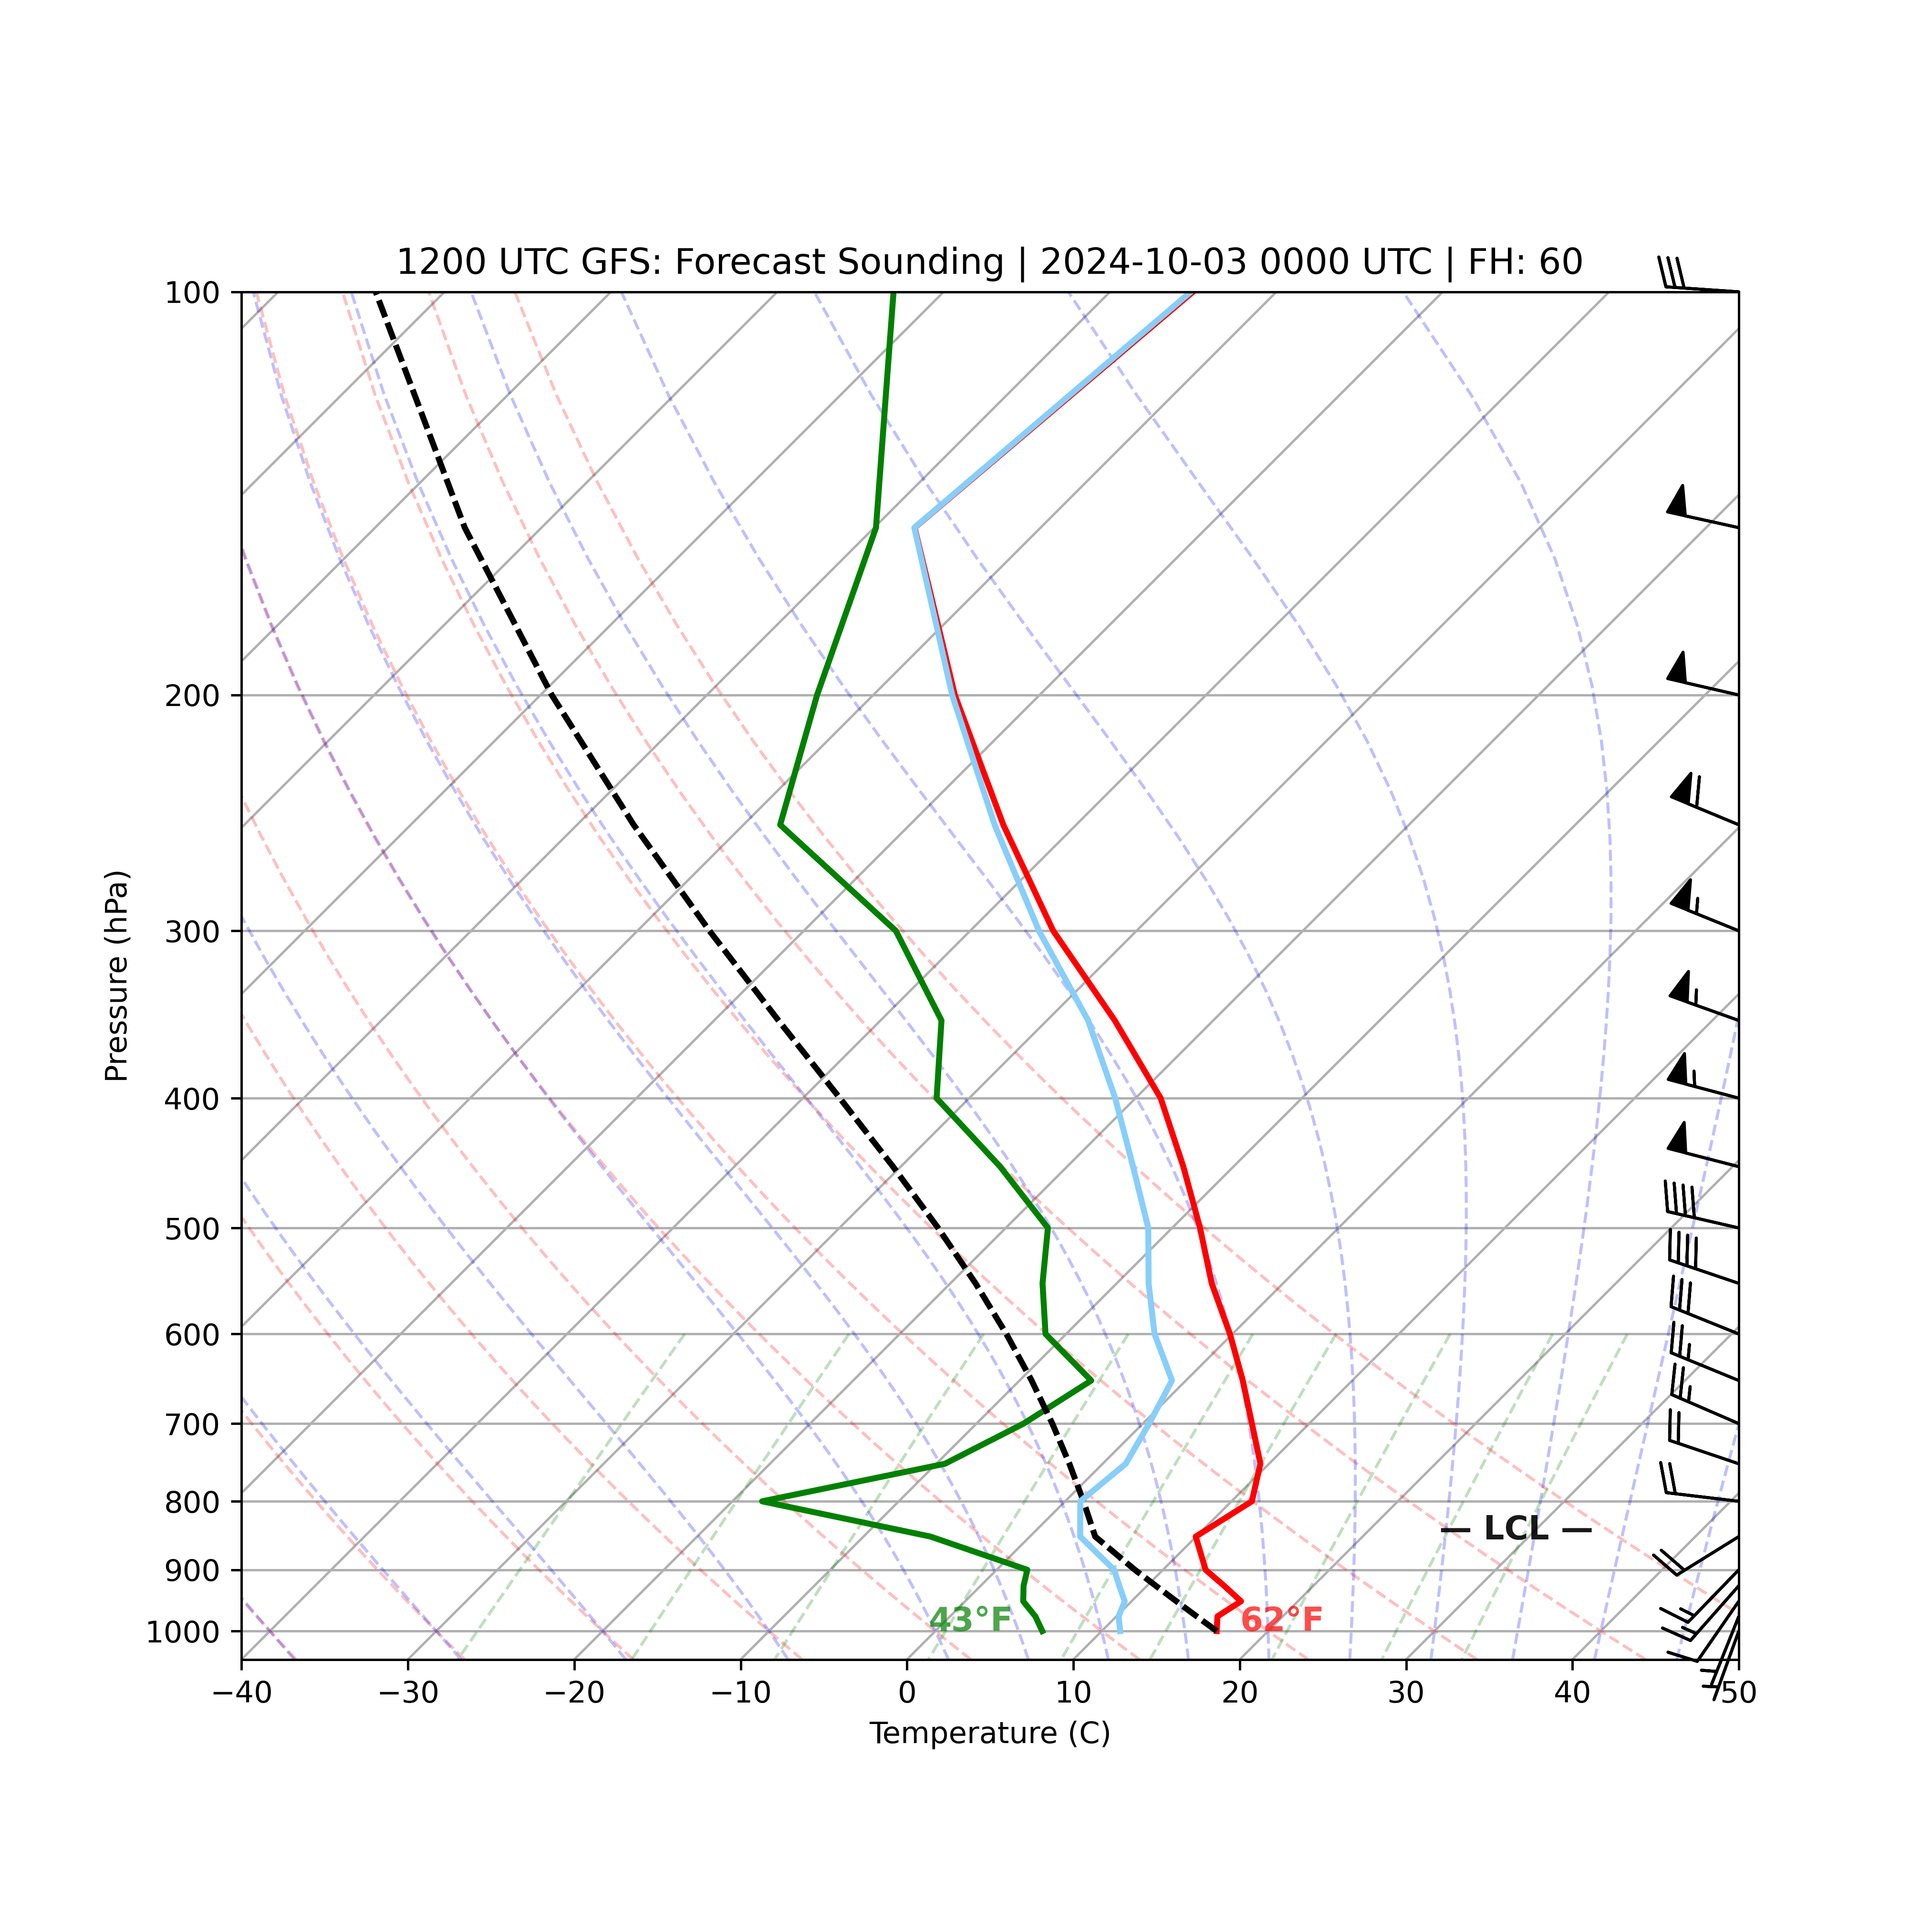 1200 UTC GFS: Forecast Sounding | 2024-10-03 0000 UTC | FH: 60
100
200
300
400
500
600
700
800
900
1000
Pressure (hPa)
— LCL —
43°F
62°F
−40 −30 −20 −10 0 10 20 30 40 50
Temperature (C)